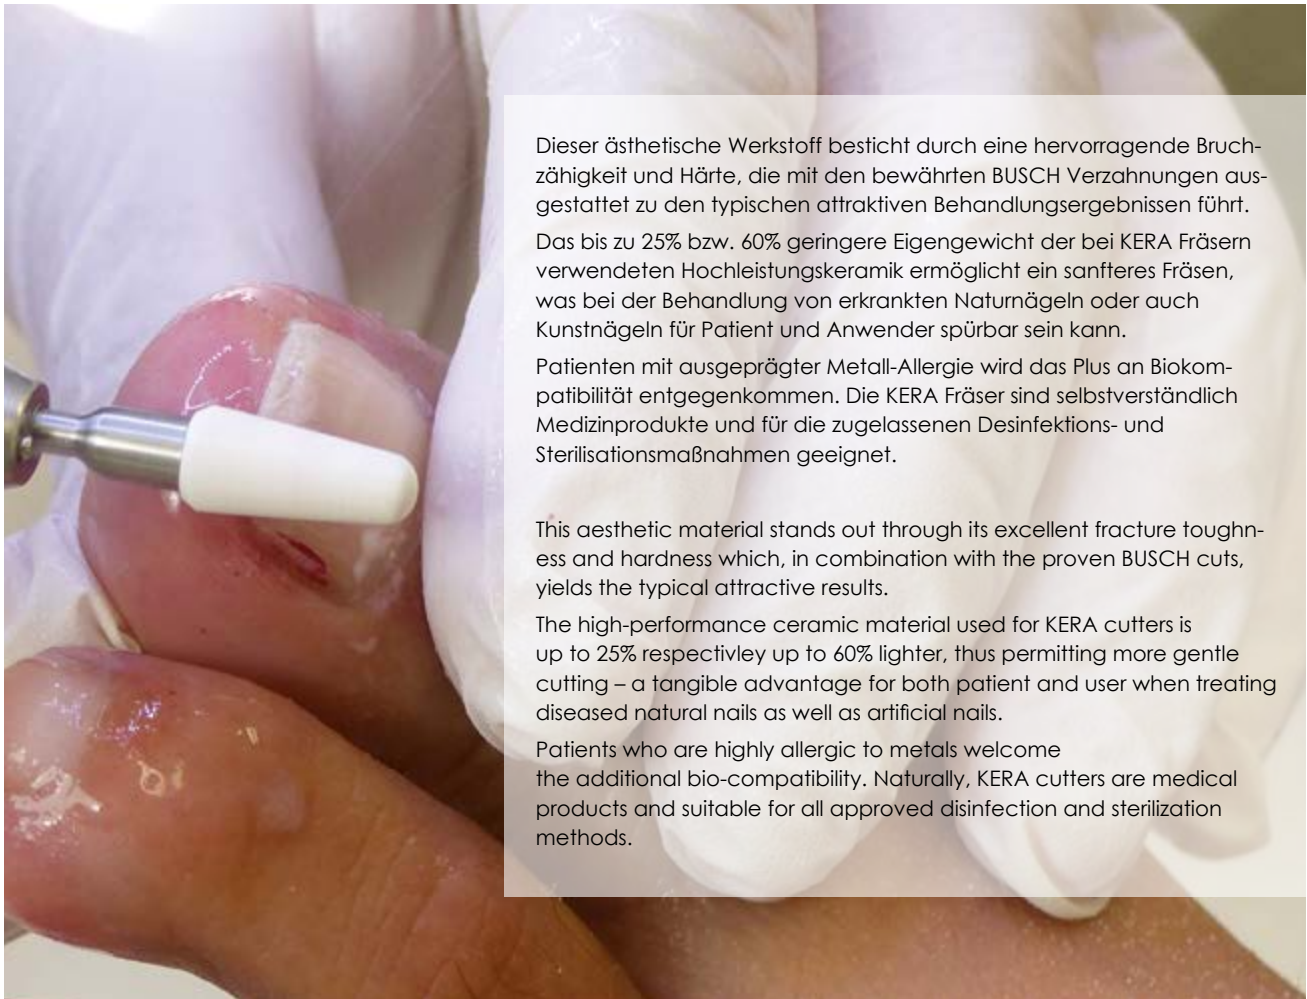 Dieser ästhetische Werkstoff besticht durch eine hervorragende Bruch-
zähigkeit und Härte, die mit den bewährten BUSCH Verzahnungen aus-
gestattet zu den typischen attraktiven Behandlungsergebnissen führt.
Das bis zu 25% bzw. 60% geringere Eigengewicht der bei KERA Fräsern
verwendeten Hochleistungskeramik ermöglicht ein sanfteres Fräsen,
was bei der Behandlung von erkrankten Naturnägeln oder auch
Kunstnägeln für Patient und Anwender spürbar sein kann.
Patienten mit ausgeprägter Metall-Allergie wird das Plus an Biokom-
patibilität entgegenkommen. Die KERA Fräser sind selbstverständlich
Medizinprodukte und für die zugelassenen Desinfektions- und
Sterilisationsmaßnahmen geeignet.
This aesthetic material stands out through its excellent fracture toughn-
ess and hardness which, in combination with the proven BUSCH cuts,
yields the typical attractive results.
The high-performance ceramic material used for KERA cutters is
up to 25% respectivley up to 60% lighter, thus permitting more gentle
cutting – a tangible advantage for both patient and user when treating
diseased natural nails as well as artificial nails.
Patients who are highly allergic to metals welcome
the additional bio-compatibility. Naturally, KERA cutters are medical
products and suitable for all approved disinfection and sterilization
methods.